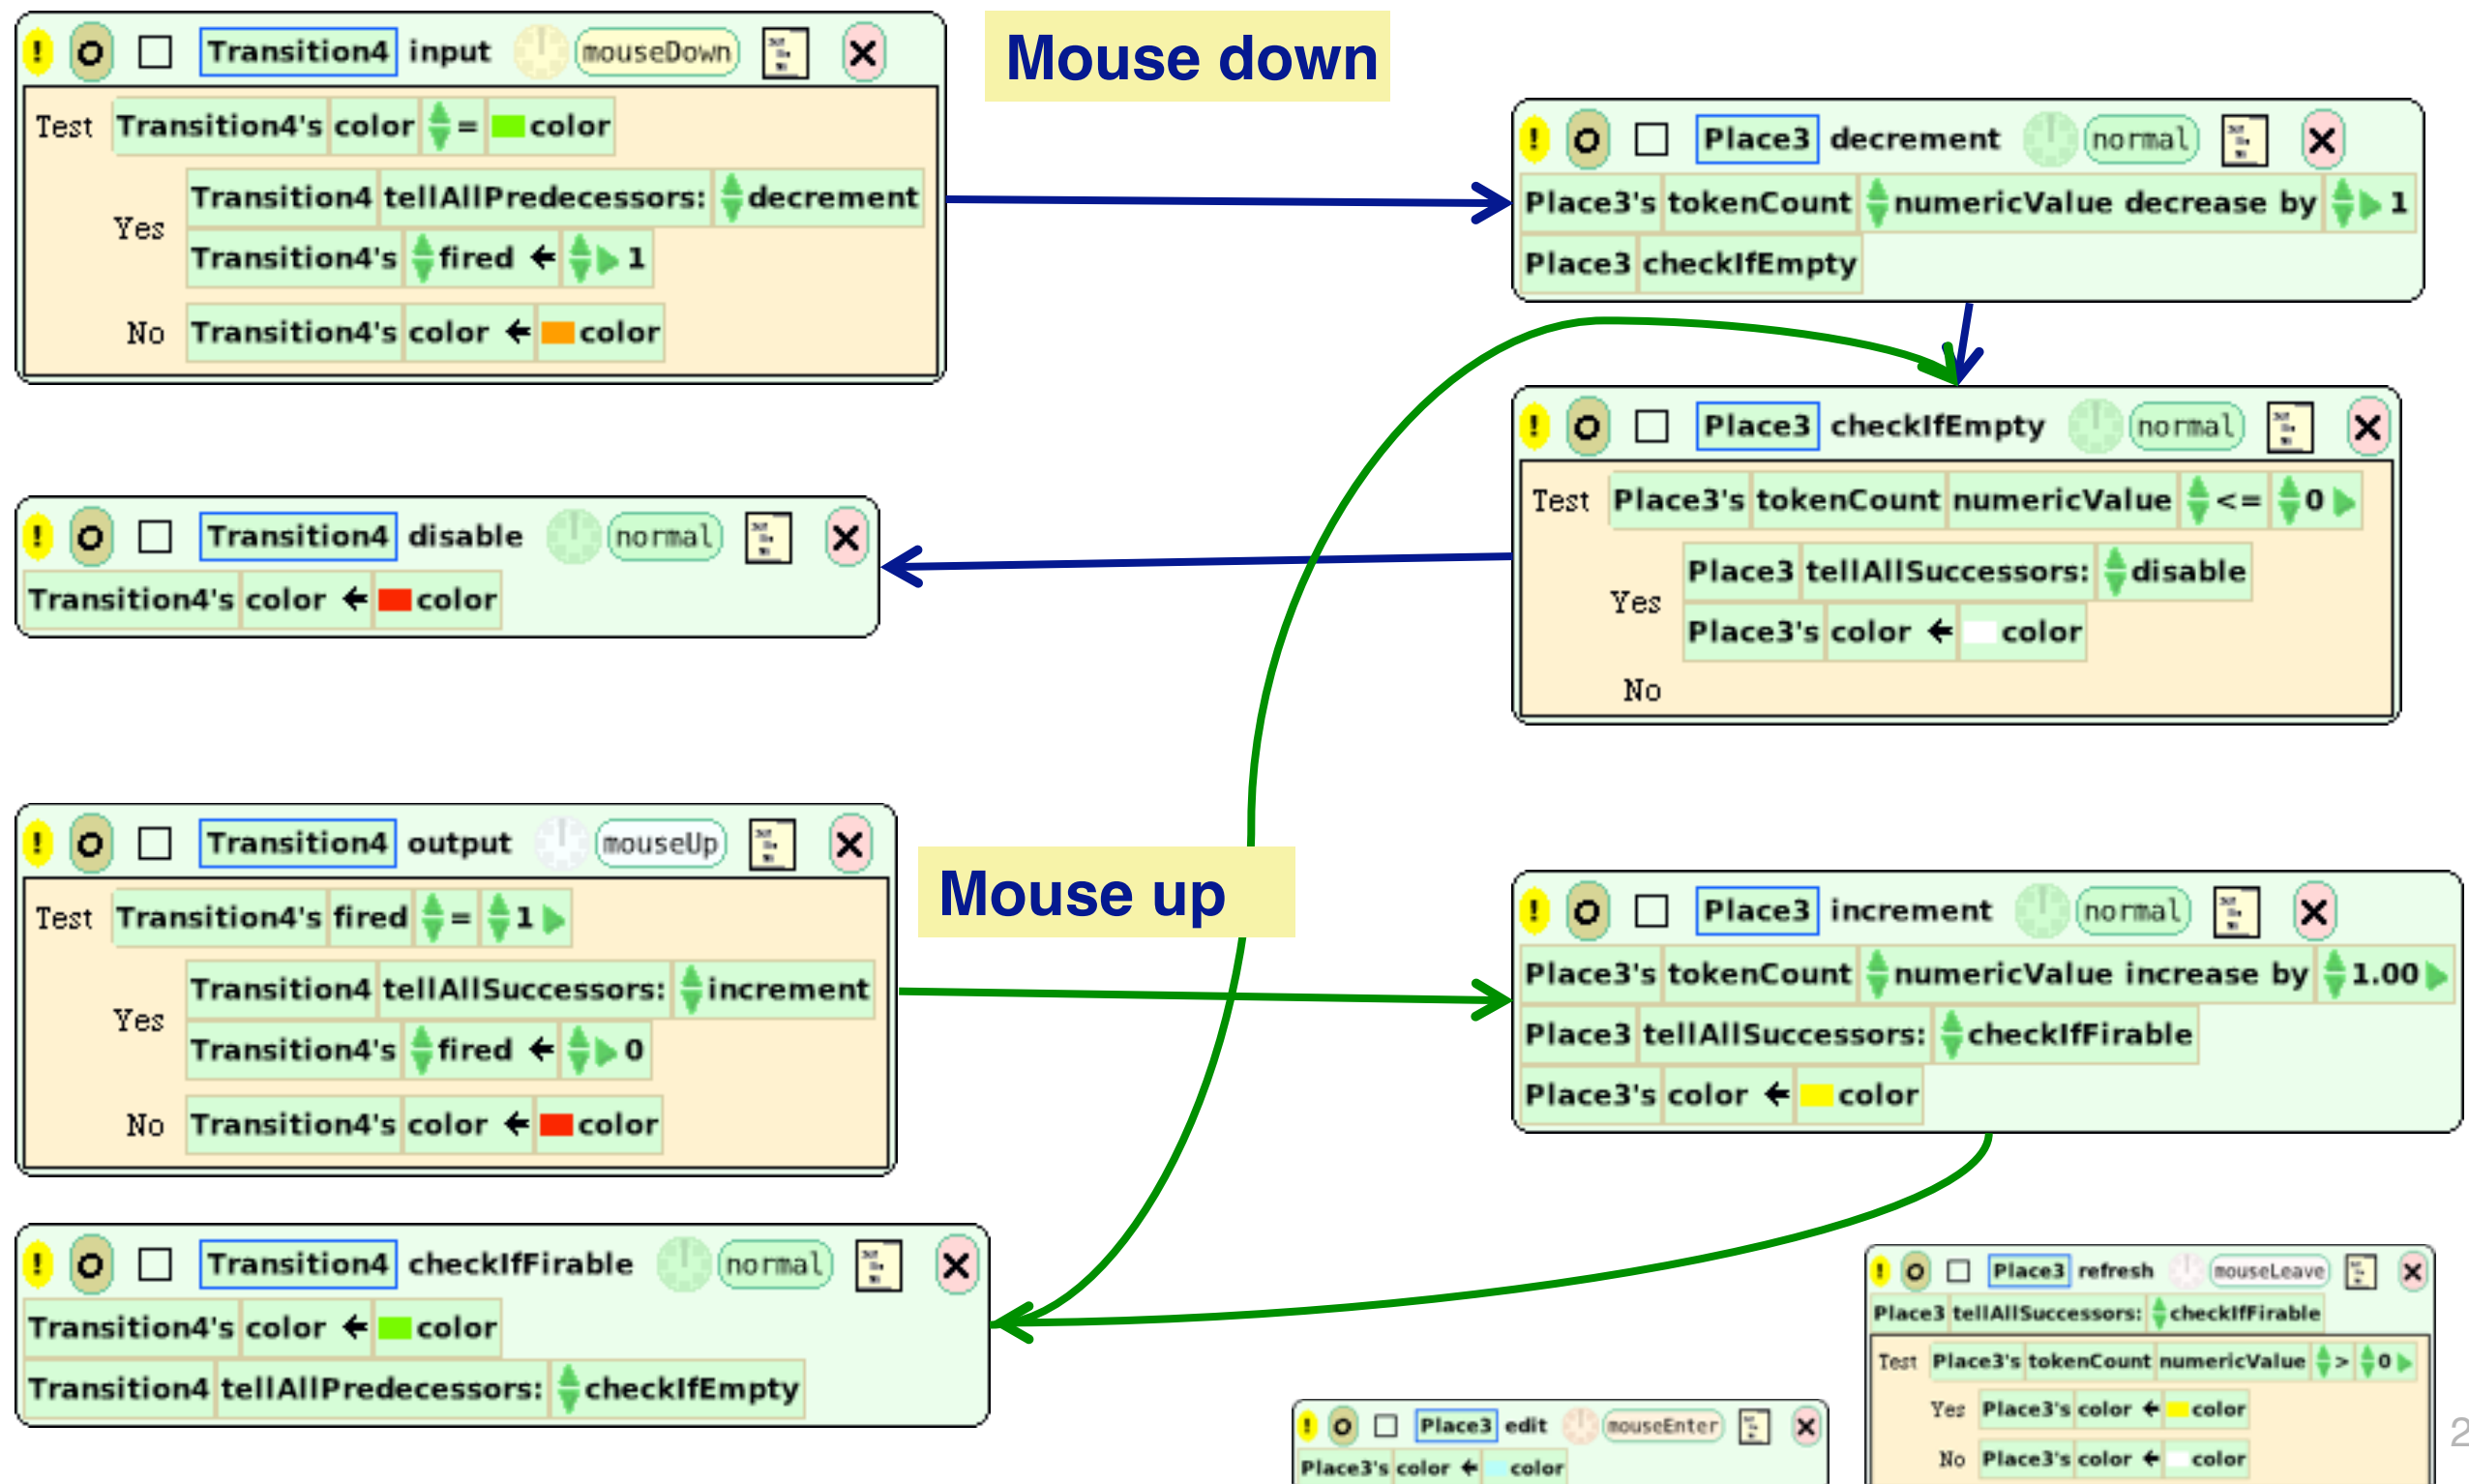 ! O Transition4 input mouseDown
Test Transition4's color = color
Yes
Transition4 tellAllPredecessors: decrement
Transition4's fired ← 1
No Transition4's color ← color
Mouse down
! O Place3 decrement normal
Place3's tokenCount numericValue decrease by 1
Place3 checkIfEmpty
! O Place3 checkIfEmpty normal
Test Place3's tokenCount numericValue <= 0
Yes
Place3 tellAllSuccessors: disable
Place3's color ← color
No
! O Transition4 disable normal
Transition4's color ← color
! O Transition4 output mouseUp
Test Transition4's fired = 1
Yes
Transition4 tellAllSuccessors: increment
Transition4's fired ← 0
No Transition4's color ← color
Mouse up
! O Place3 increment normal
Place3's tokenCount numericValue increase by 1.00
Place3 tellAllSuccessors: checkIfFirable
Place3's color ← color
! O Transition4 checkIfFirable normal
Transition4's color ← color
Transition4 tellAllPredecessors: checkIfEmpty
! O Place3 refresh mouseLeave
Place3 tellAllSuccessors: checkIfFirable
Test Place3's tokenCount numericValue > 0
Yes Place3's color ← color
No Place3's color ← color
! O Place3 edit mouseEnter
Place3's color ← color
2